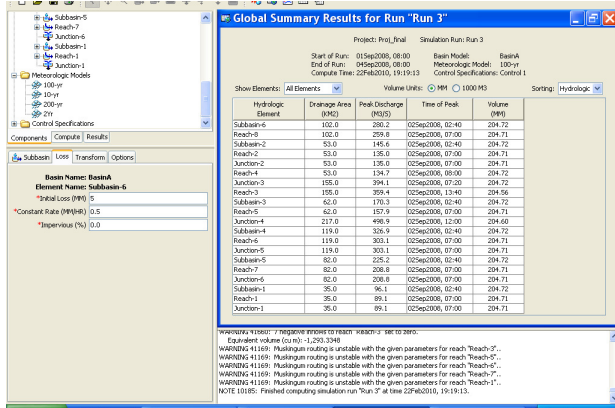 Subbasin-5
Reach-7
Junction-6
Subbasin-1
Reach-1
Junction-1
Meteorologic Models
100-yr
10-yr
200-yr
2Yr
Control Specifications
Components Compute Results
Subbasin Loss Transform Options
Basin Name: BasinA
Element Name: Subbasin-6
*Initial Loss (MM) 5
*Constant Rate (MM/HR) 0.5
*Impervious (%) 0.0
Global Summary Results for Run "Run 3"
Project: Proj_final Simulation Run: Run 3
Start of Run: 01Sep2008, 08:00 Basin Model: BasinA
End of Run: 04Sep2008, 08:00 Meteorologic Model: 100-yr
Compute Time: 22Feb2010, 19:19:13 Control Specifications: Control 1
Show Elements: All Elements Volume Units: MM 1000 M3 Sorting: Hydrologic
Hydrologic Drainage Area Peak Discharge Time of Peak Volume
Element (KM2) (M3/S) (MM)
Subbasin-6 102.0 280.2 02Sep2008, 02:40 204.72
Reach-8 102.0 259.8 02Sep2008, 07:00 204.71
Subbasin-2 53.0 145.6 02Sep2008, 02:40 204.72
Reach-2 53.0 135.0 02Sep2008, 07:00 204.71
Junction-2 53.0 135.0 02Sep2008, 07:00 204.71
Reach-4 53.0 134.7 02Sep2008, 08:00 204.72
Junction-3 155.0 394.1 02Sep2008, 07:20 204.72
Reach-3 155.0 359.4 02Sep2008, 13:40 204.56
Subbasin-3 62.0 170.3 02Sep2008, 02:40 204.72
Reach-5 62.0 157.9 02Sep2008, 07:00 204.71
Junction-4 217.0 498.9 02Sep2008, 12:00 204.60
Subbasin-4 119.0 326.9 02Sep2008, 02:40 204.72
Reach-6 119.0 303.1 02Sep2008, 07:00 204.71
Junction-5 119.0 303.1 02Sep2008, 07:00 204.71
Subbasin-5 82.0 225.2 02Sep2008, 02:40 204.72
Reach-7 82.0 208.8 02Sep2008, 07:00 204.71
Junction-6 82.0 208.8 02Sep2008, 07:00 204.71
Subbasin-1 35.0 96.1 02Sep2008, 02:40 204.72
Reach-1 35.0 89.1 02Sep2008, 07:00 204.71
Junction-1 35.0 89.1 02Sep2008, 07:00 204.71
WARNING 41660: 7 negative inflows to reach "Reach-3" set to zero.
Equivalent volume (cu m): -1,293.3348
WARNING 41169: Muskingum routing is unstable with the given parameters for reach "Reach-3"..
WARNING 41169: Muskingum routing is unstable with the given parameters for reach "Reach-5"..
WARNING 41169: Muskingum routing is unstable with the given parameters for reach "Reach-6"..
WARNING 41169: Muskingum routing is unstable with the given parameters for reach "Reach-7"..
WARNING 41169: Muskingum routing is unstable with the given parameters for reach "Reach-1"..
NOTE 10185: Finished computing simulation run "Run 3" at time 22Feb2010, 19:19:13.